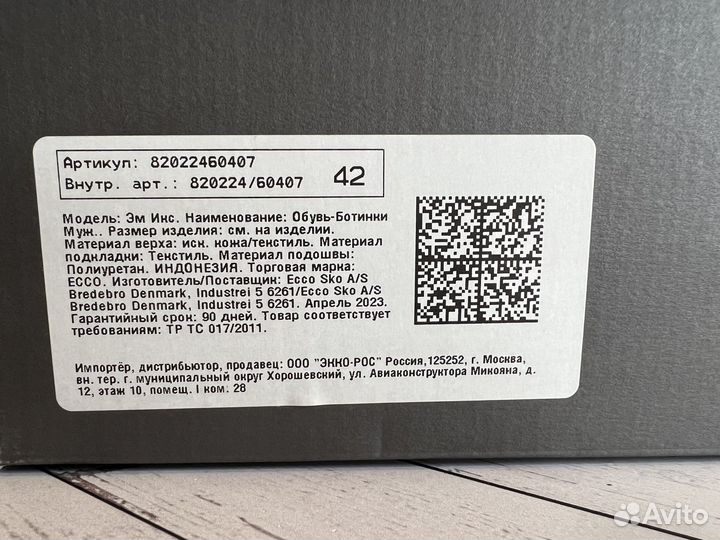 Артикул: 82022460407
Внутр. арт.: 820224/60407
42
Модель: Эм Икс. Наименование: Обувь-Ботинки
Муж.. Размер изделия: см. на изделии.
Материал верха: иск. кожа/текстиль. Материал
подкладки: Текстиль. Материал подошвы:
Полиуретан. ИНДОНЕЗИЯ. Торговая марка:
ECCO. Изготовитель/Поставщик: Ecco Sko A/S
Bredebro Denmark, Industrei 5 6261/Ecco Sko A/S
Bredebro Denmark, Industrei 5 6261. Апрель 2023.
Гарантийный срок: 90 дней. Товар соответствует
требованиям: ТР ТС 017/2011.
Импортёр, дистрибьютор, продавец: ООО "ЭККО-РОС" Россия,125252, г. Москва,
вн. тер. г. муниципальный округ Хорошевский, ул. Авиаконструктора Микояна, д.
12, этаж 10, помещ. I ком. 28
Avito